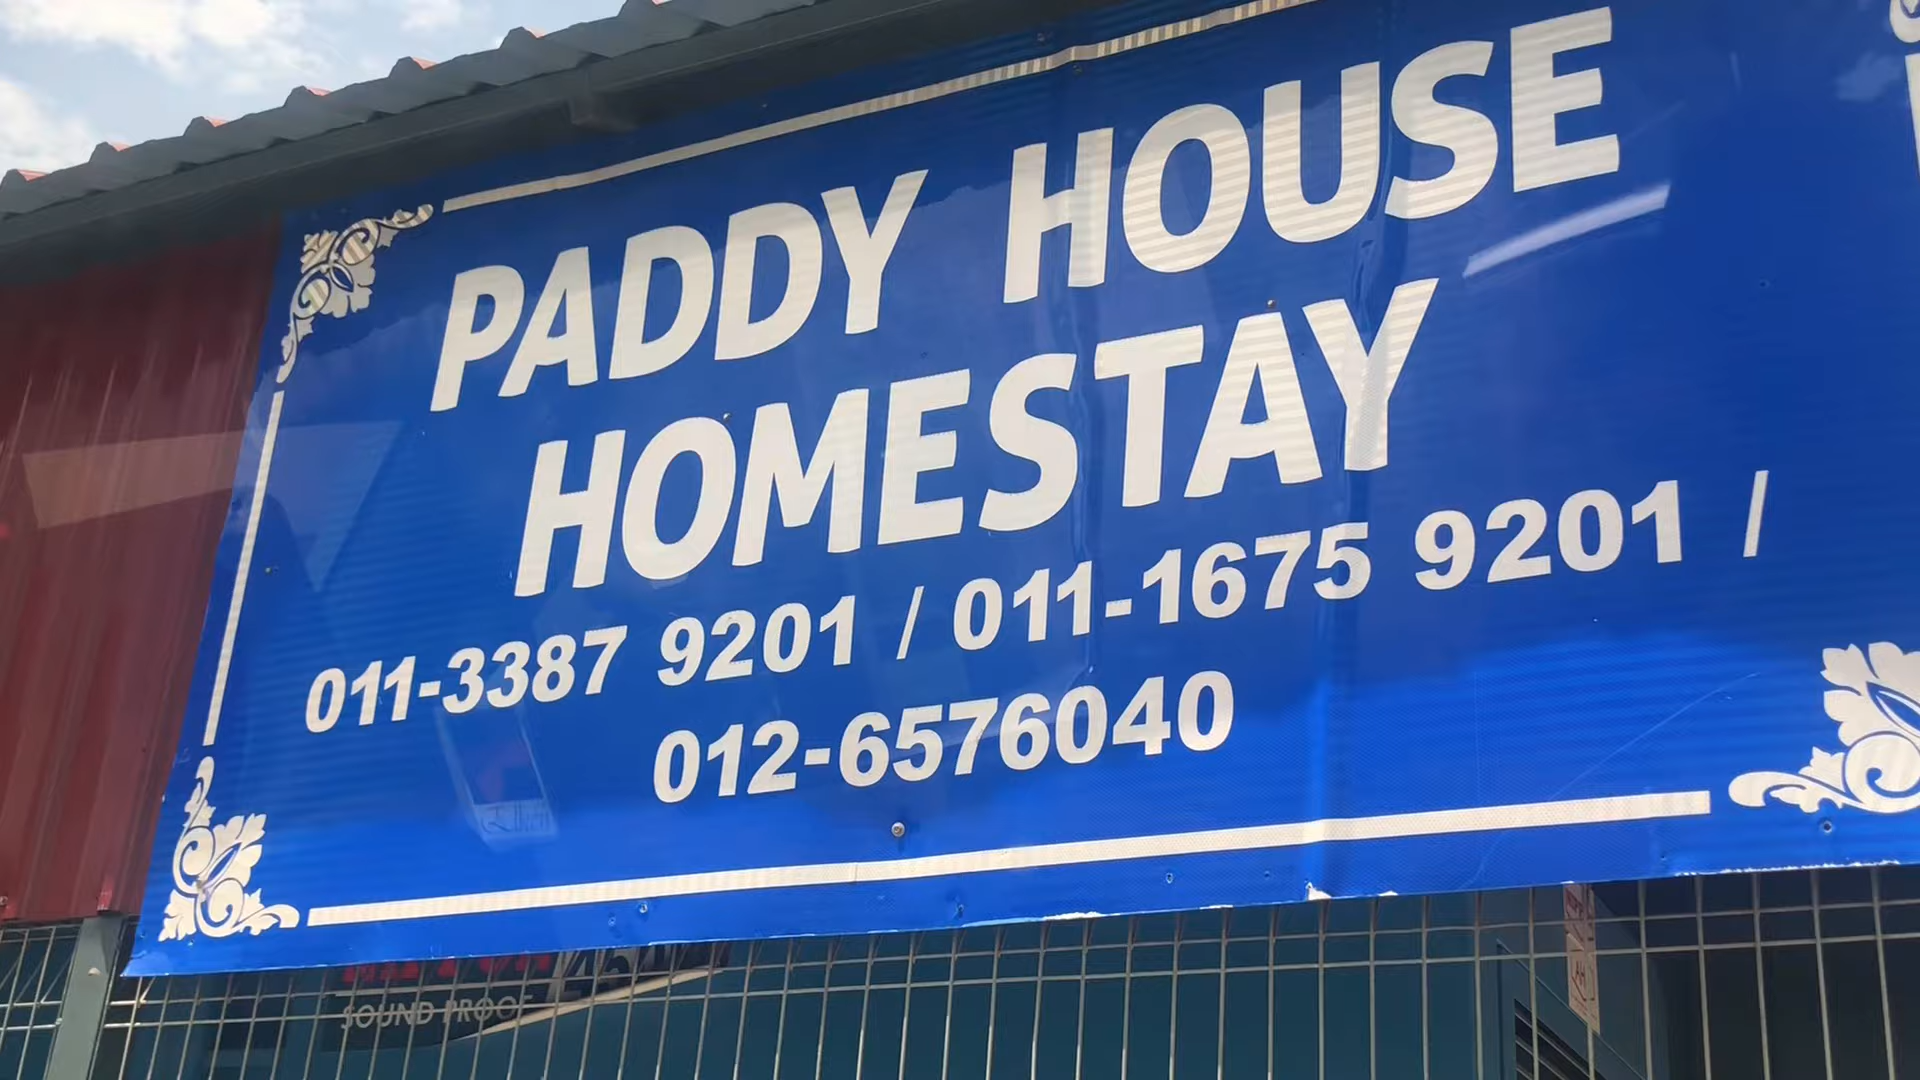 PADDY HOUSE
HOMESTAY
011-3387 9201 / 011-1675 9201 /
012-6576040
SOUND PROOF